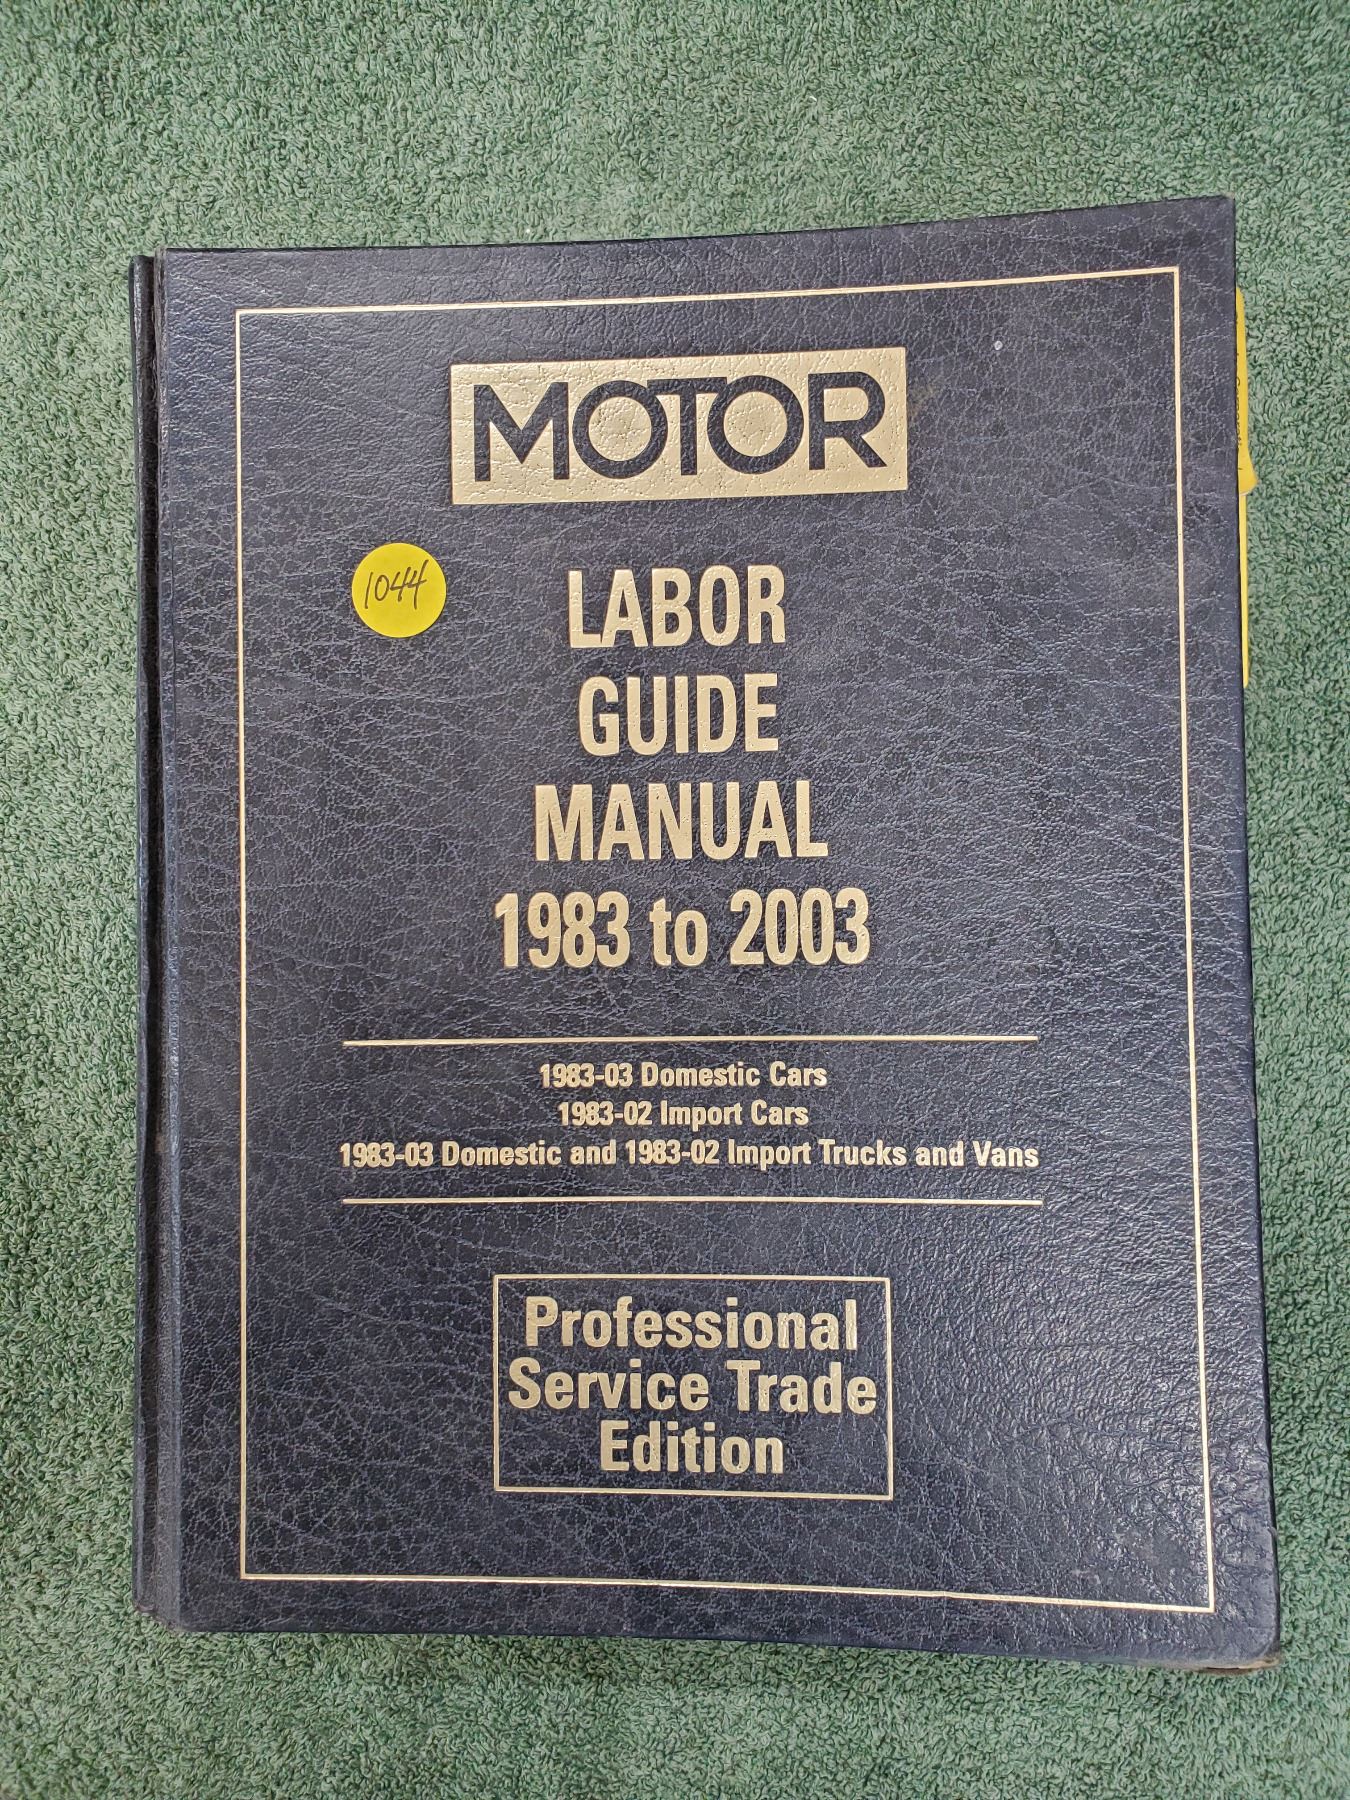 MOTOR
1044
LABOR
GUIDE
MANUAL
1983 to 2003
1983-03 Domestic Cars
1983-02 Import Cars
1983-03 Domestic and 1983-02 Import Trucks and Vans
Professional
Service Trade
Edition